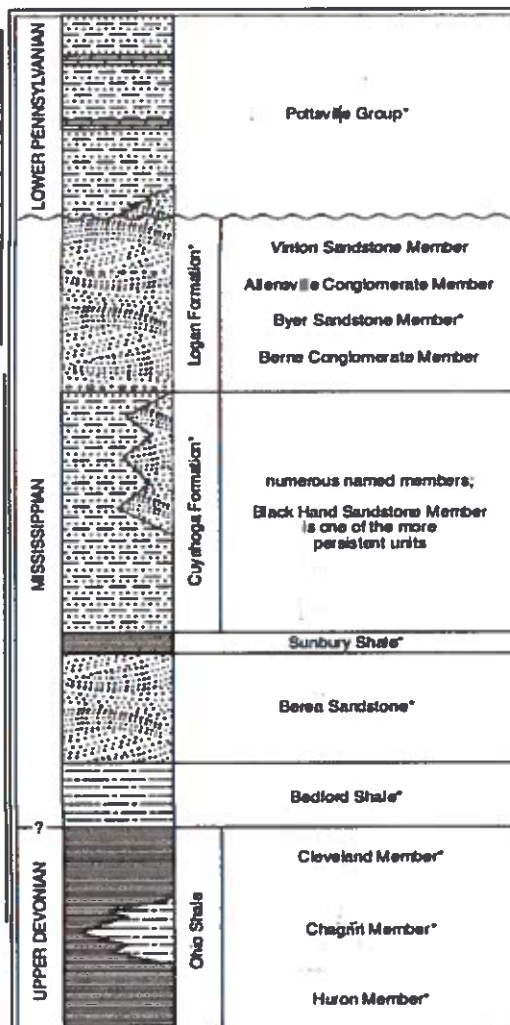 LOWER PENNSYLVANIAN
Pottsville Group*
MISSISSIPPIAN
Logan Formation*
Vinton Sandstone Member
Allensville Conglomerate Member
Byer Sandstone Member*
Berne Conglomerate Member
Cuyahoga Formation*
numerous named members;
Black Hand Sandstone Member
is one of the more
persistent units
Sunbury Shale*
Berea Sandstone*
Bedford Shale*
?
UPPER DEVONIAN
Ohio Shale
Cleveland Member*
Chagrin Member*
Huron Member*